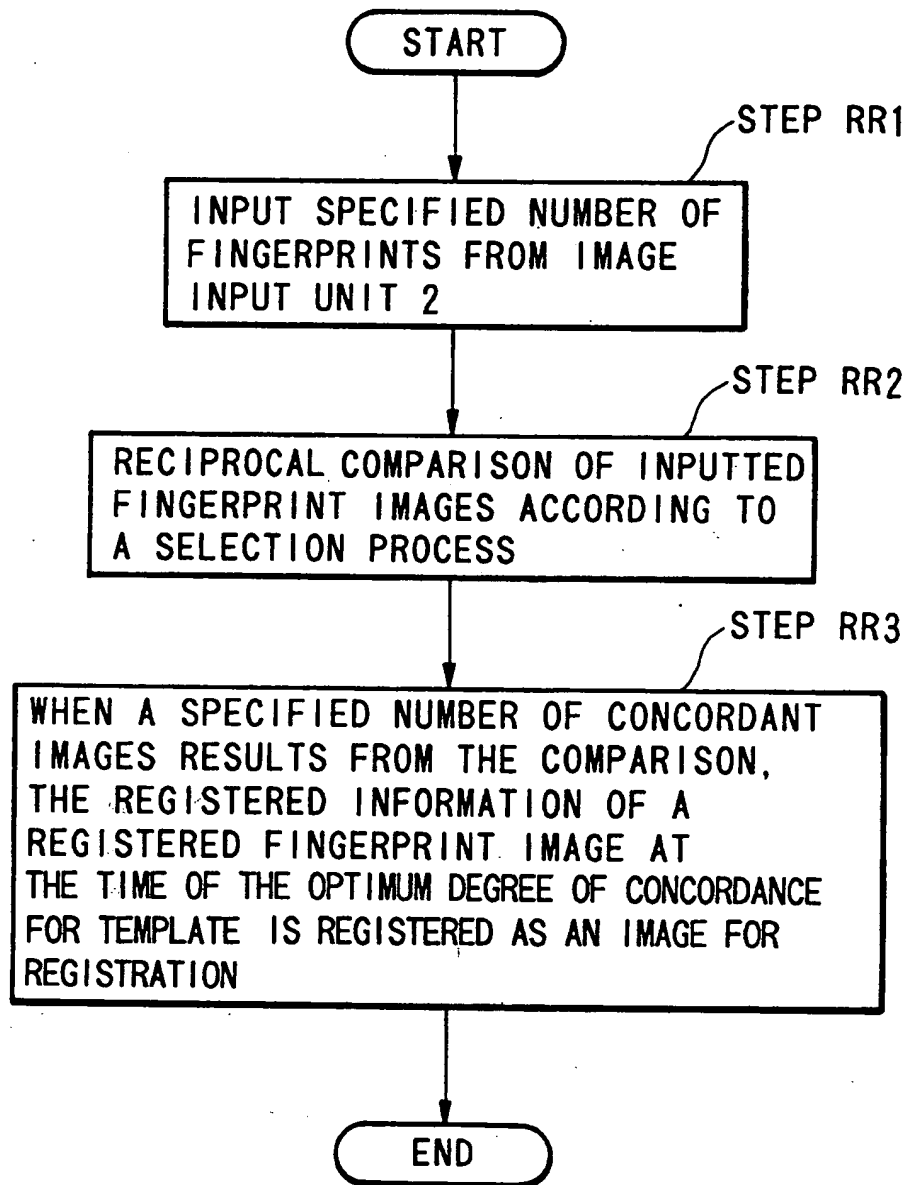 START
STEP RR1
INPUT SPECIFIED NUMBER OF
FINGERPRINTS FROM IMAGE
INPUT UNIT 2
STEP RR2
RECIPROCAL COMPARISON OF INPUTTED
FINGERPRINT IMAGES ACCORDING TO
A SELECTION PROCESS
STEP RR3
WHEN A SPECIFIED NUMBER OF CONCORDANT
IMAGES RESULTS FROM THE COMPARISON,
THE REGISTERED INFORMATION OF A
REGISTERED FINGERPRINT IMAGE AT
THE TIME OF THE OPTIMUM DEGREE OF CONCORDANCE
FOR TEMPLATE IS REGISTERED AS AN IMAGE FOR
REGISTRATION
END